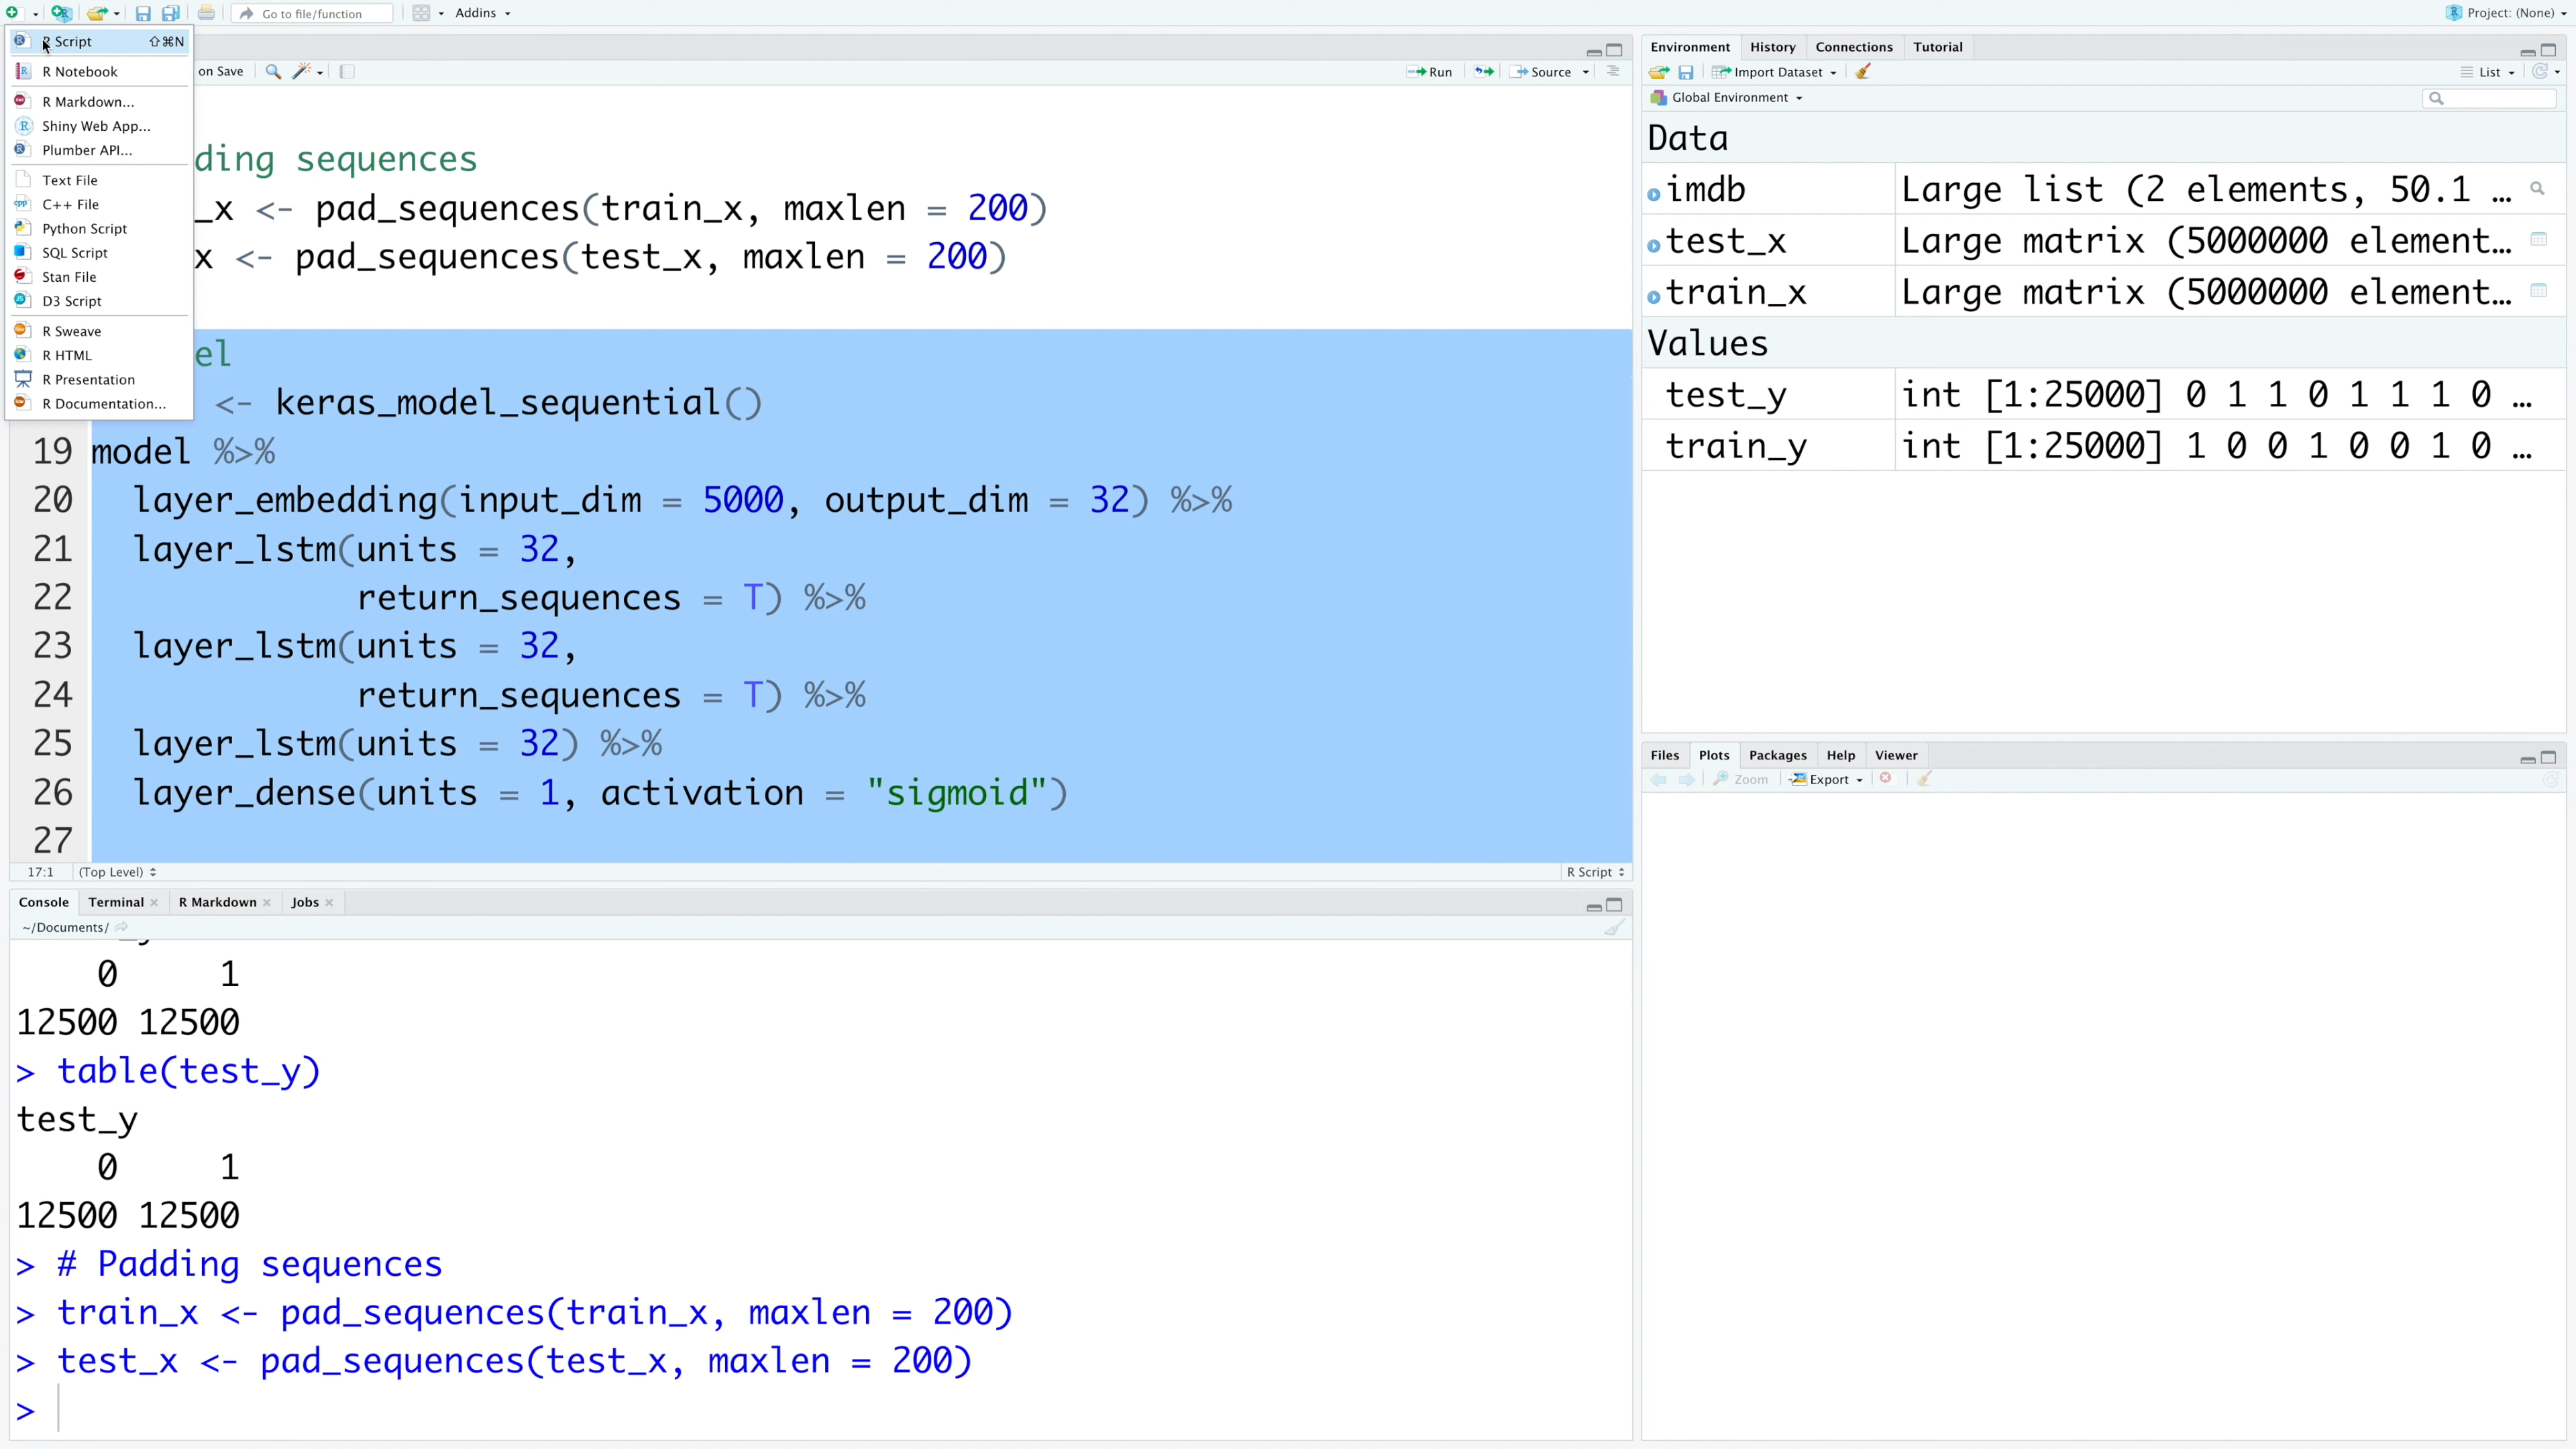 Go to file/function
Addins
Project: (None)
R Script ⇧⌘N
R Notebook
R Markdown...
Shiny Web App...
Plumber API...
Text File
C++ File
Python Script
SQL Script
Stan File
D3 Script
R Sweave
R HTML
R Presentation
R Documentation...
on Save
Run
Source
ding sequences
_x <- pad_sequences(train_x, maxlen = 200)
x <- pad_sequences(test_x, maxlen = 200)
el
<- keras_model_sequential()
19 model %>%
20 layer_embedding(input_dim = 5000, output_dim = 32) %>%
21 layer_lstm(units = 32,
22 return_sequences = T) %>%
23 layer_lstm(units = 32,
24 return_sequences = T) %>%
25 layer_lstm(units = 32) %>%
26 layer_dense(units = 1, activation = "sigmoid")
27
17:1 (Top Level) R Script
Console Terminal R Markdown Jobs
~/Documents/
0 1
12500 12500
> table(test_y)
test_y
0 1
12500 12500
> # Padding sequences
> train_x <- pad_sequences(train_x, maxlen = 200)
> test_x <- pad_sequences(test_x, maxlen = 200)
>
Environment History Connections Tutorial
Import Dataset
List
Global Environment
Data
imdb Large list (2 elements, 50.1 …
test_x Large matrix (5000000 element…
train_x Large matrix (5000000 element…
Values
test_y int [1:25000] 0 1 1 0 1 1 1 0 …
train_y int [1:25000] 1 0 0 1 0 0 1 0 …
Files Plots Packages Help Viewer
Zoom Export